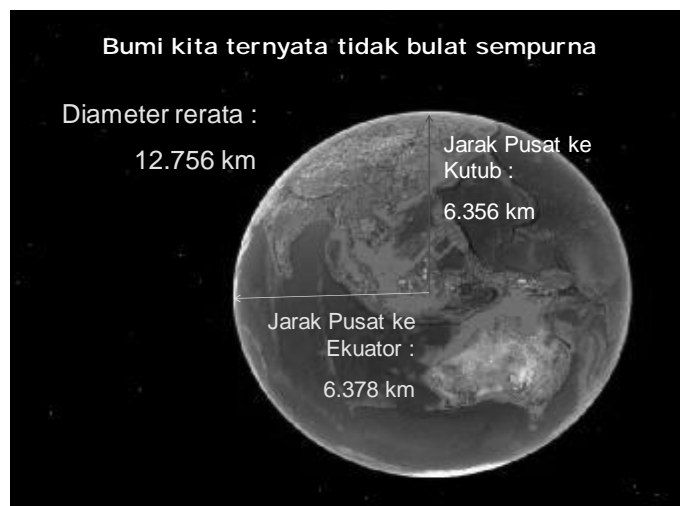 Bumi kita ternyata tidak bulat sempurna
Diameter rerata :
12.756 km
Jarak Pusat ke
Kutub :
6.356 km
Jarak Pusat ke
Ekuator :
6.378 km